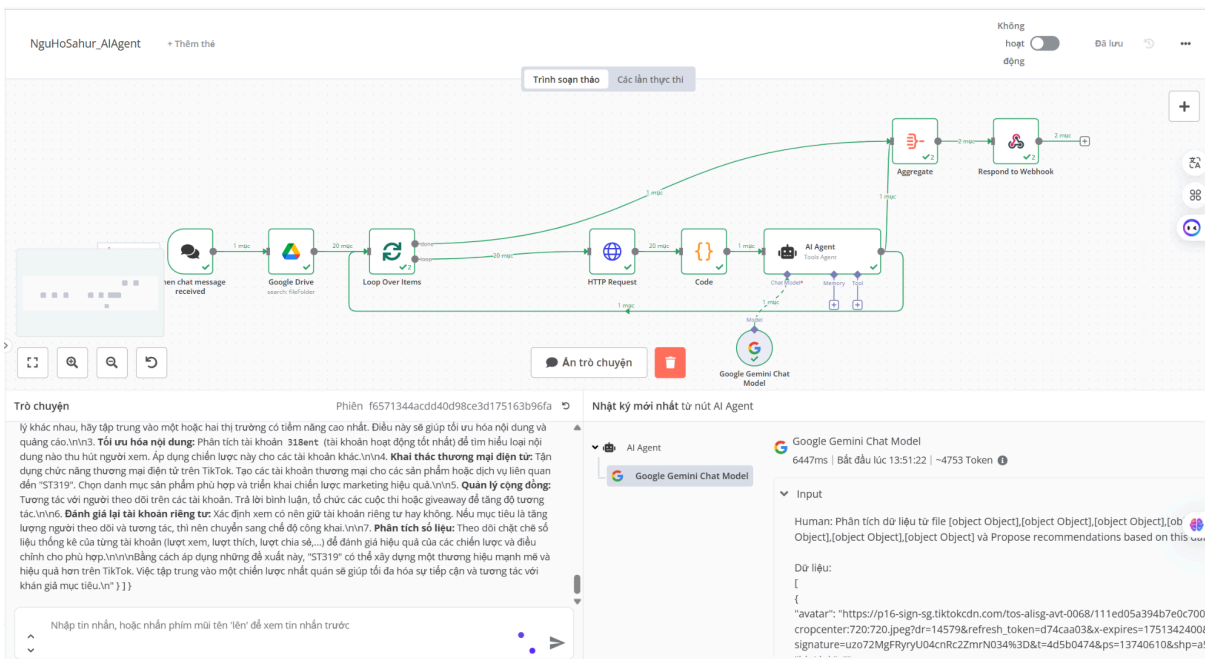 NguHoSahur_AIAgent
+ Thêm thẻ
Không
hoạt
động
Đã lưu
Trình soạn thảo
Các lần thực thi
2
Aggregate
2 mục
2
Respond to Webhook
2 mục
1 mục
1 mục
en chat message
received
1 mục
Google Drive
search: fileFolder
20 mục
2
Loop Over Items
done
loop
20 mục
HTTP Request
20 mục
Code
1 mục
AI Agent
Tools Agent
Chat Model*
Memory
Tool
1 mục
1 mục
Model
Google Gemini Chat
Model
Ẩn trò chuyện
Trò chuyện
Phiên f6571344acdd40d98ce3d175163b96fa
lý khác nhau, hãy tập trung vào một hoặc hai thị trường có tiềm năng cao nhất. Điều này sẽ giúp tối ưu hóa nội dung và
quảng cáo.\n\n3. Tối ưu hóa nội dung: Phân tích tài khoản 318ent (tài khoản hoạt động tốt nhất) để tìm hiểu loại nội
dung nào thu hút người xem. Áp dụng chiến lược này cho các tài khoản khác.\n\n4. Khai thác thương mại điện tử: Tận
dụng chức năng thương mại điện tử trên TikTok. Tạo các tài khoản thương mại cho các sản phẩm hoặc dịch vụ liên quan
đến "ST319". Chọn danh mục sản phẩm phù hợp và triển khai chiến lược marketing hiệu quả.\n\n5. Quản lý cộng đồng:
Tương tác với người theo dõi trên các tài khoản. Trả lời bình luận, tổ chức các cuộc thi hoặc giveaway để tăng độ tương
tác.\n\n6. Đánh giá lại tài khoản riêng tư: Xác định xem có nên giữ tài khoản riêng tư hay không. Nếu mục tiêu là tăng
lượng người theo dõi và tương tác, thì nên chuyển sang chế độ công khai.\n\n7. Phân tích số liệu: Theo dõi chặt chẽ số
liệu thống kê của từng tài khoản (lượt xem, lượt thích, lượt chia sẻ,...) để đánh giá hiệu quả của các chiến lược và điều
chỉnh cho phù hợp.\n\n\nBằng cách áp dụng những đề xuất này, "ST319" có thể xây dựng một thương hiệu mạnh mẽ và
hiệu quả hơn trên TikTok. Việc tập trung vào một chiến lược nhất quán sẽ giúp tối đa hóa sự tiếp cận và tương tác với
khán giả mục tiêu.\n" } ] }
Nhập tin nhắn, hoặc nhấn phím mũi tên 'lên' để xem tin nhắn trước
Nhật ký mới nhất từ nút AI Agent
AI Agent
Google Gemini Chat Model
Google Gemini Chat Model
6447ms | Bắt đầu lúc 13:51:22 | ~4753 Token
Input
Human: Phân tích dữ liệu từ file [object Object],[object Object],[object Object],[ob
Object],[object Object],[object Object] và Propose recommendations based on this
Dữ liệu:
[
{
"avatar": "https://p16-sign-sg.tiktokcdn.com/tos-alisg-avt-0068/111ed05a394b7e0c700
cropcenter:720:720.jpeg?dr=14579&refresh_token=d74caa03&x-expires=1751342400&
signature=uzo72MgFRyryU04cnRc2ZmrN034%3D&t=4d5b0474&ps=13740610&shp=a5